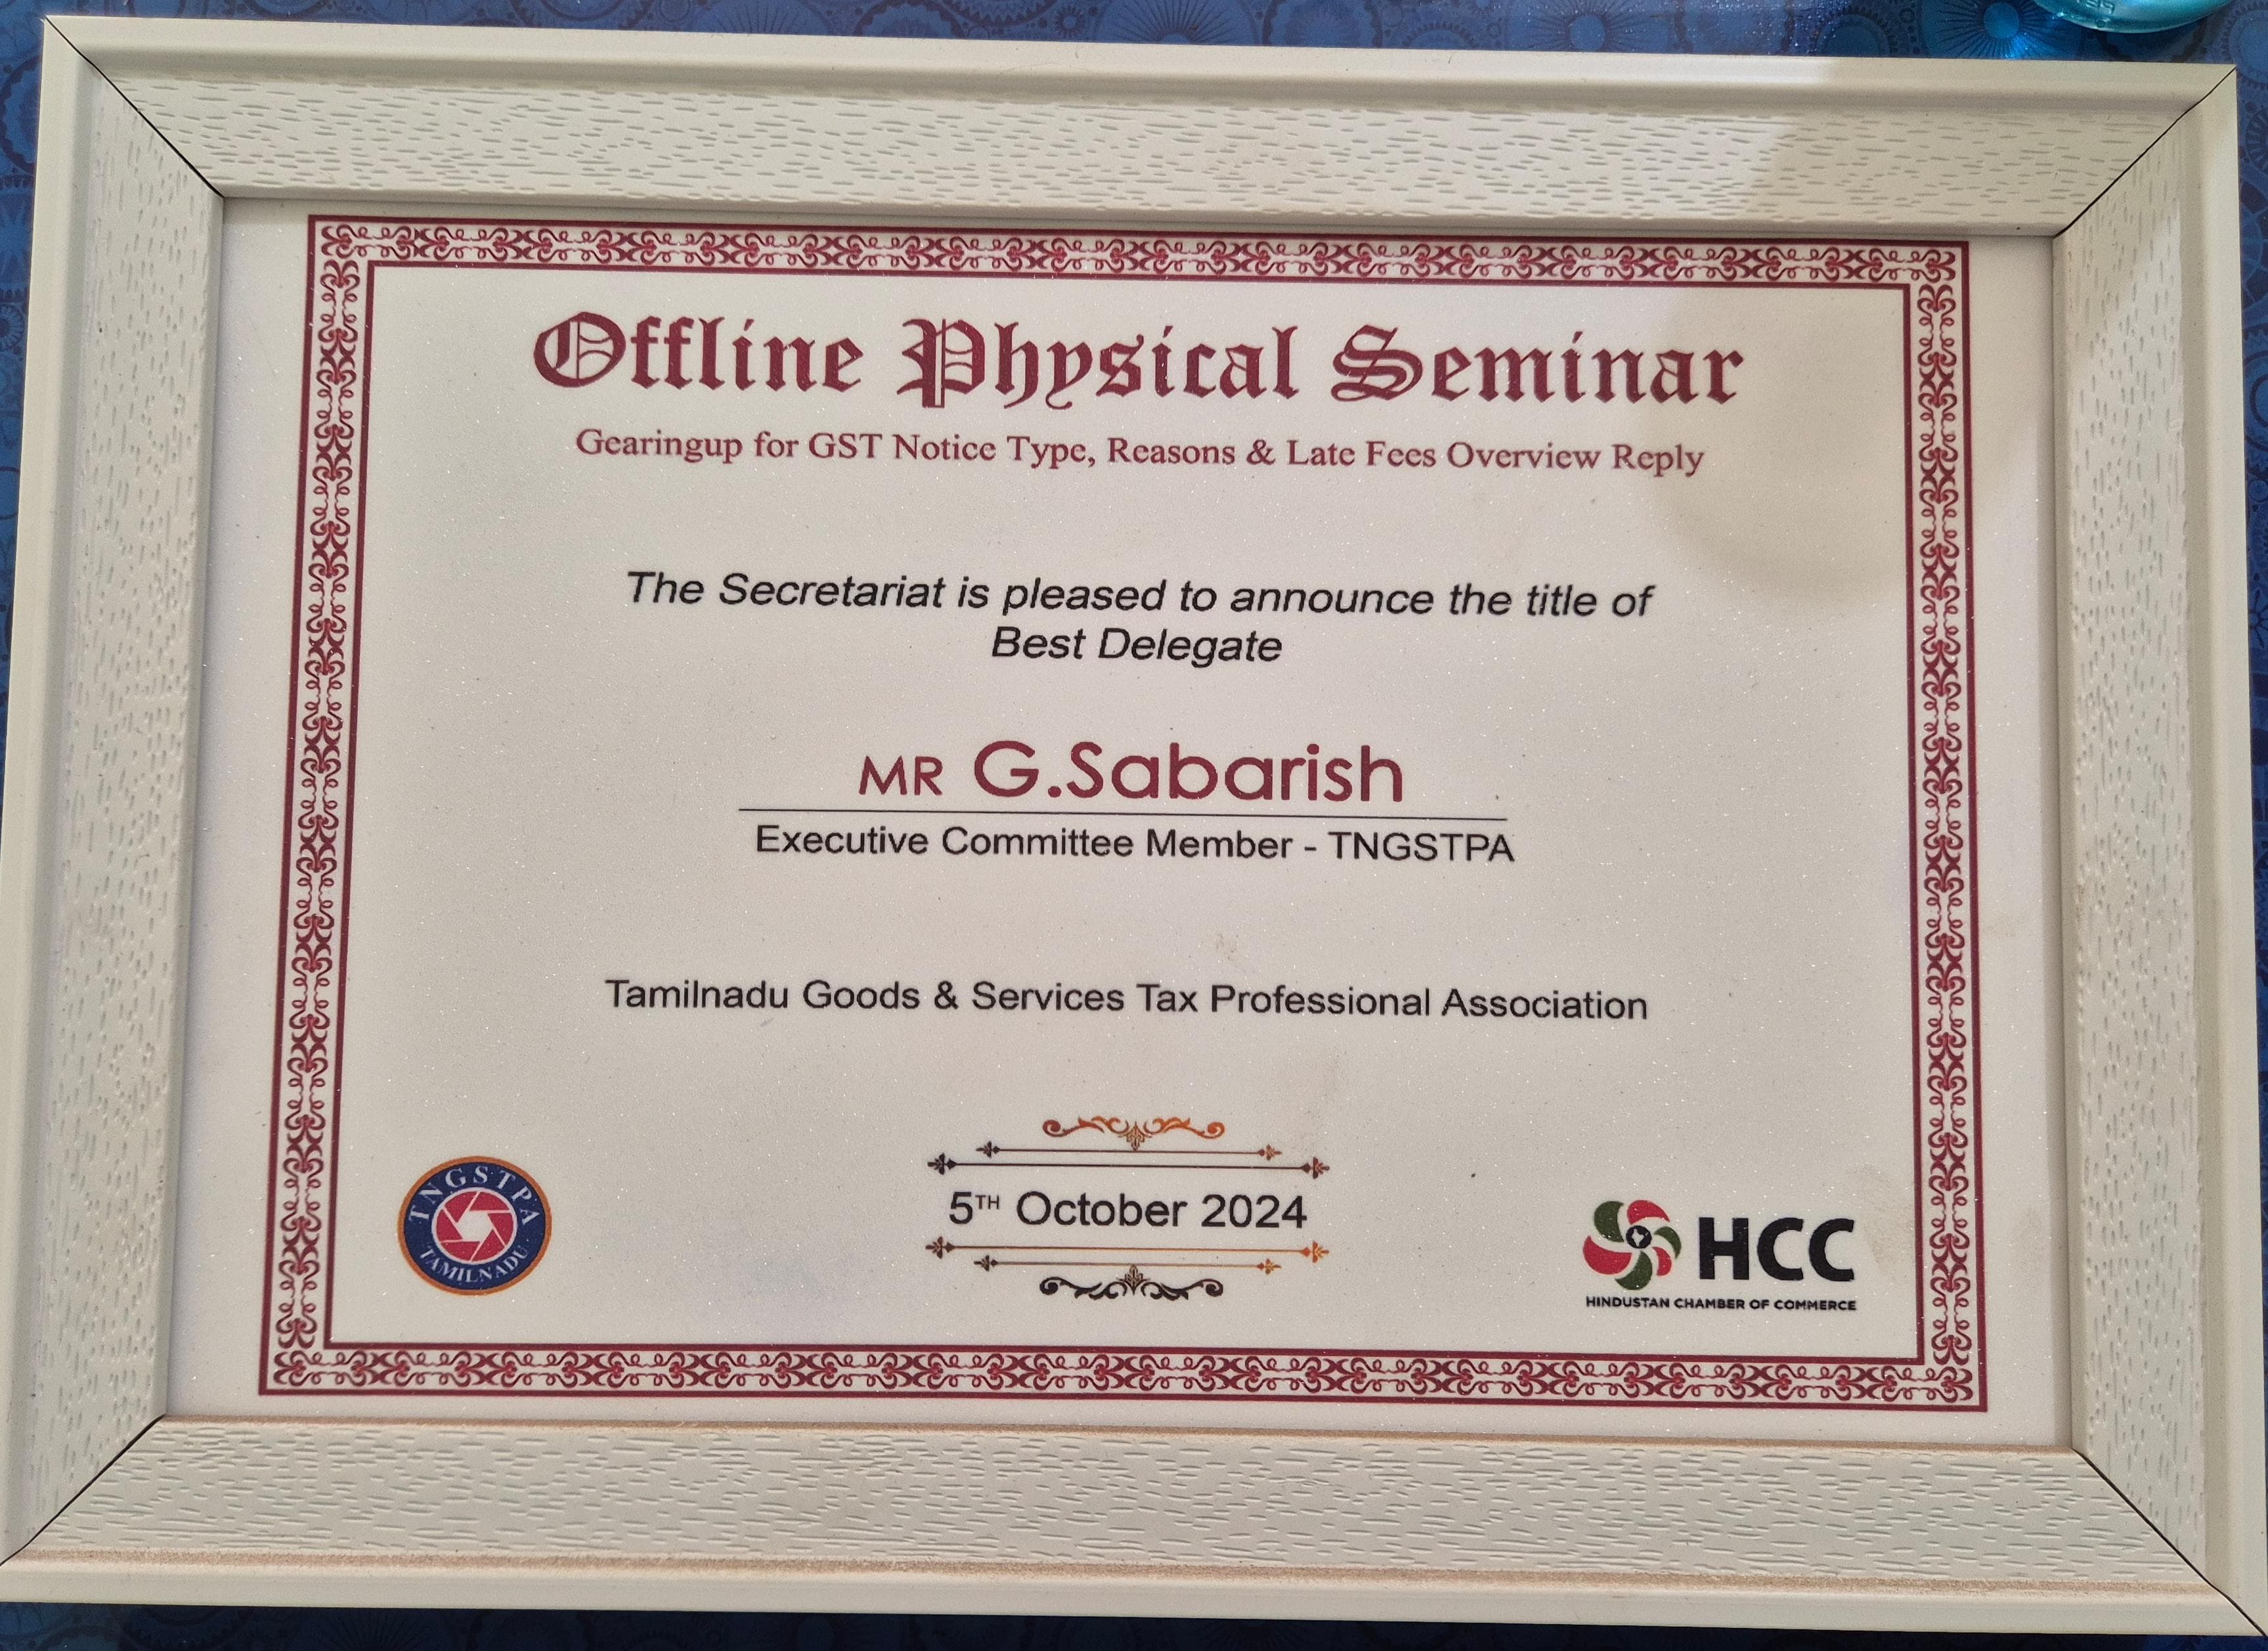 Offline Physical Seminar
Gearingup for GST Notice Type, Reasons & Late Fees Overview Reply
The Secretariat is pleased to announce the title of
Best Delegate
MR G.Sabarish
Executive Committee Member - TNGSTPA
Tamilnadu Goods & Services Tax Professional Association
TNGSTPA
TAMILNADU
5TH October 2024
HCC
HINDUSTAN CHAMBER OF COMMERCE